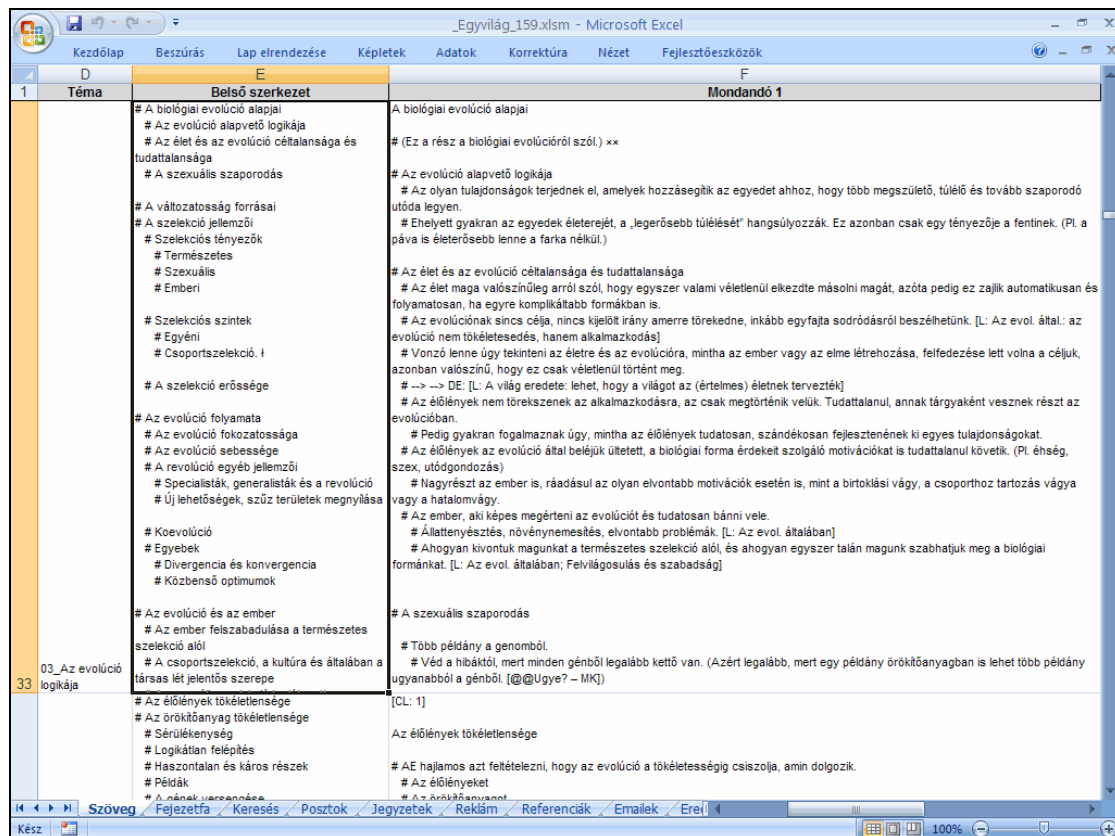 _Egyvilág_159.xlsm - Microsoft Excel
Kezdőlap Beszúrás Lap elrendezése Képletek Adatok Korrektúra Nézet Fejlesztőeszközök
D E F
1 Téma Belső szerkezet Mondandó 1
# A biológiai evolúció alapjai
# Az evolúció alapvető logikája
# Az élet és az evolúció céltalansága és
tudattalansága
# A szexuális szaporodás
# A változatosság forrásai
# A szelekció jellemzői
# Szelekciós tényezők
# Természetes
# Szexuális
# Emberi
# Szelekciós szintek
# Egyéni
# Csoportszelekció. ł
# A szelekció erőssége
# Az evolúció folyamata
# Az evolúció fokozatossága
# Az evolúció sebessége
# A revolúció egyéb jellemzői
# Specialisták, generalisták és a revolúció
# Új lehetőségek, szűz területek megnyílása
# Koevolúció
# Egyebek
# Divergencia és konvergencia
# Közbenső optimumok
# Az evolúció és az ember
# Az ember felszabadulása a természetes
szelekció alól
# A csoportszelekció, a kultúra és általában a
társas lét jelentős szerepe
33 03_Az evolúció
logikája
A biológiai evolúció alapjai
# (Ez a rész a biológiai evolúcióról szól.) ××
# Az evolúció alapvető logikája
# Az olyan tulajdonságok terjednek el, amelyek hozzásegítik az egyedet ahhoz, hogy több megszülető, túlélő és tovább szaporodó
utóda legyen.
# Ehelyett gyakran az egyedek életerejét, a „legerősebb túlélését” hangsúlyozzák. Ez azonban csak egy tényezője a fentinek. (Pl. a
páva is életerősebb lenne a farka nélkül.)
# Az élet és az evolúció céltalansága és tudattalansága
# Az élet maga valószínűleg arról szól, hogy egyszer valami véletlenül elkezdte másolni magát, azóta pedig ez zajlik automatikusan és
folyamatosan, ha egyre komplikáltabb formákban is.
# Az evolúciónak sincs célja, nincs kijelölt irány amerre törekedne, inkább egyfajta sodródásról beszélhetünk. [L: Az evol. által.: az
evolúció nem tökéletesedés, hanem alkalmazkodás]
# Vonzó lenne úgy tekinteni az életre és az evolúcióra, mintha az ember vagy az elme létrehozása, felfedezése lett volna a céljuk,
azonban valószínű, hogy ez csak véletlenül történt meg.
# --> --> DE: [L: A világ eredete: lehet, hogy a világot az (értelmes) életnek tervezték]
# Az élőlények nem törekszenek az alkalmazkodásra, az csak megtörténik velük. Tudattalanul, annak tárgyaként vesznek részt az
evolúcióban.
# Pedig gyakran fogalmaznak úgy, mintha az élőlények tudatosan, szándékosan fejlesztenének ki egyes tulajdonságokat.
# Az élőlények az evolúció által beléjük ültetett, a biológiai forma érdekeit szolgáló motivációkat is tudattalanul követik. (Pl. éhség,
szex, utódgondozás)
# Nagyrészt az ember is, ráadásul az olyan elvontabb motivációk esetén is, mint a birtoklási vágy, a csoporthoz tartozás vágya
vagy a hatalomvágy.
# Az ember, aki képes megérteni az evolúciót és tudatosan bánni vele.
# Állattenyésztés, növénynemesítés, elvontabb problémák. [L: Az evol. általában]
# Ahogyan kivontuk magunkat a természetes szelekció alól, és ahogyan egyszer talán magunk szabhatjuk meg a biológiai
formánkat. [L: Az evol. általában; Felvilágosulás és szabadság]
# A szexuális szaporodás
# Több példány a genomból.
# Véd a hibáktól, mert minden génből legalább kettő van. (Azért legalább, mert egy példány örökítőanyagban is lehet több példány
ugyanabból a génből. [@@Ugye? – MK])
# Az élőlények tökéletlensége
# Az örökítőanyag tökéletlensége
# Sérülékenység
# Logikátlan felépítés
# Haszontalan és káros részek
# Példák
# A gének versengése
[CL: 1]
Az élőlények tökéletlensége
# AE hajlamos azt feltételezni, hogy az evolúció a tökéletességig csiszolja, amin dolgozik.
# Az élőlényeket
# Az örökítőanyagot
Szöveg Fejezetfa Keresés Posztok Jegyzetek Reklám Referenciák Emailek
Kész 100%